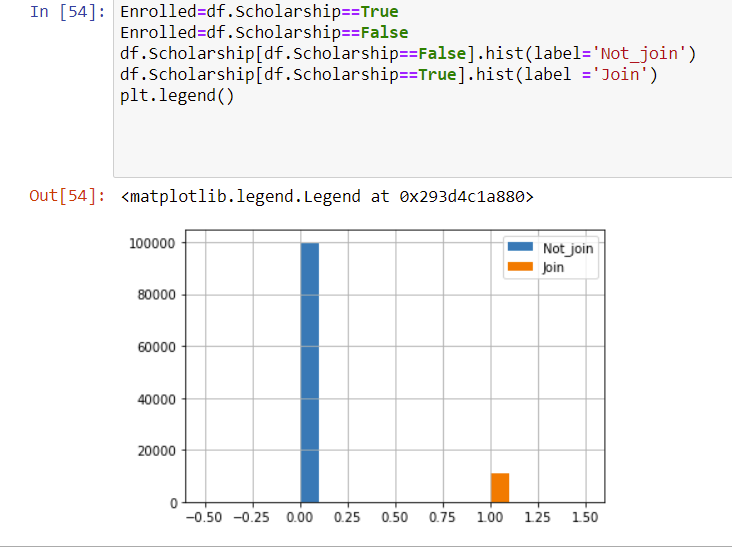 In [54]: Enrolled=df.Scholarship==True
Enrolled=df.Scholarship==False
df.Scholarship[df.Scholarship==False].hist(label='Not_join')
df.Scholarship[df.Scholarship==True].hist(label ='Join')
plt.legend()
Out[54]: <matplotlib.legend.Legend at 0x293d4c1a880>
100000
80000
60000
40000
20000
0
Not_join
Join
−0.50 −0.25 0.00 0.25 0.50 0.75 1.00 1.25 1.50